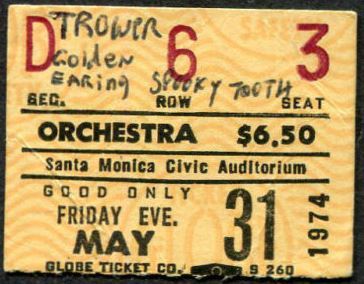 TROWER
D Golden 6 3
Earing Spooky Tooth
SEC. ROW SEAT
ORCHESTRA $6.50
Santa Monica Civic Auditorium
GOOD ONLY
FRIDAY EVE.
MAY 31 1974
GLOBE TICKET CO. S 260